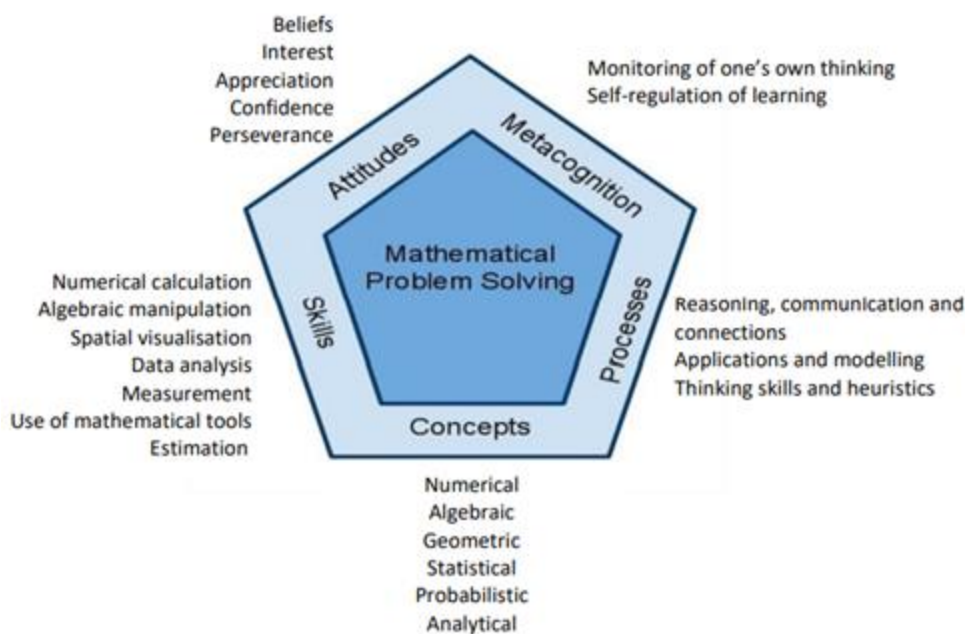 Beliefs
Interest
Appreciation
Confidence
Perseverance
Monitoring of one's own thinking
Self-regulation of learning
Attitudes
Metacognition
Mathematical
Problem Solving
Numerical calculation
Algebraic manipulation
Spatial visualisation
Data analysis
Measurement
Use of mathematical tools
Estimation
Skills
Processes
Reasoning, communication and
connections
Applications and modelling
Thinking skills and heuristics
Concepts
Numerical
Algebraic
Geometric
Statistical
Probabilistic
Analytical